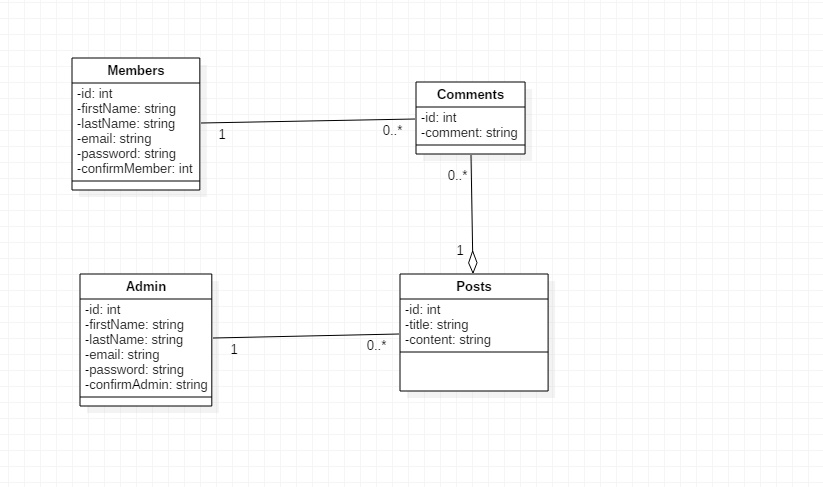 Members
-id: int
-firstName: string
-lastName: string
-email: string
-password: string
-confirmMember: int
1
0..*
Comments
-id: int
-comment: string
0..*
1
Admin
-id: int
-firstName: string
-lastName: string
-email: string
-password: string
-confirmAdmin: string
1
0..*
Posts
-id: int
-title: string
-content: string